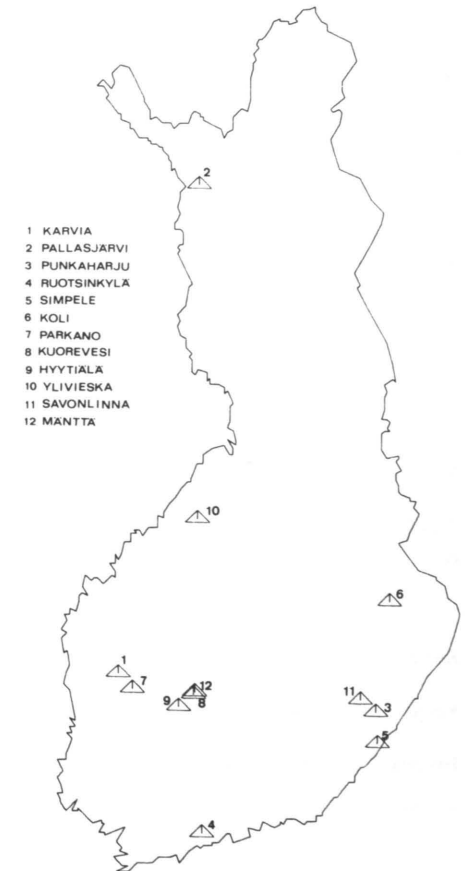 2
1 KARVIA
2 PALLASJÄRVI
3 PUNKAHARJU
4 RUOTSINKYLÄ
5 SIMPELE
6 KOLI
7 PARKANO
8 KUOREVESI
9 HYYTIÄLÄ
10 YLIVIESKA
11 SAVONLINNA
12 MÄNTTÄ
10
6
1
7
12
8
9
11
3
5
4